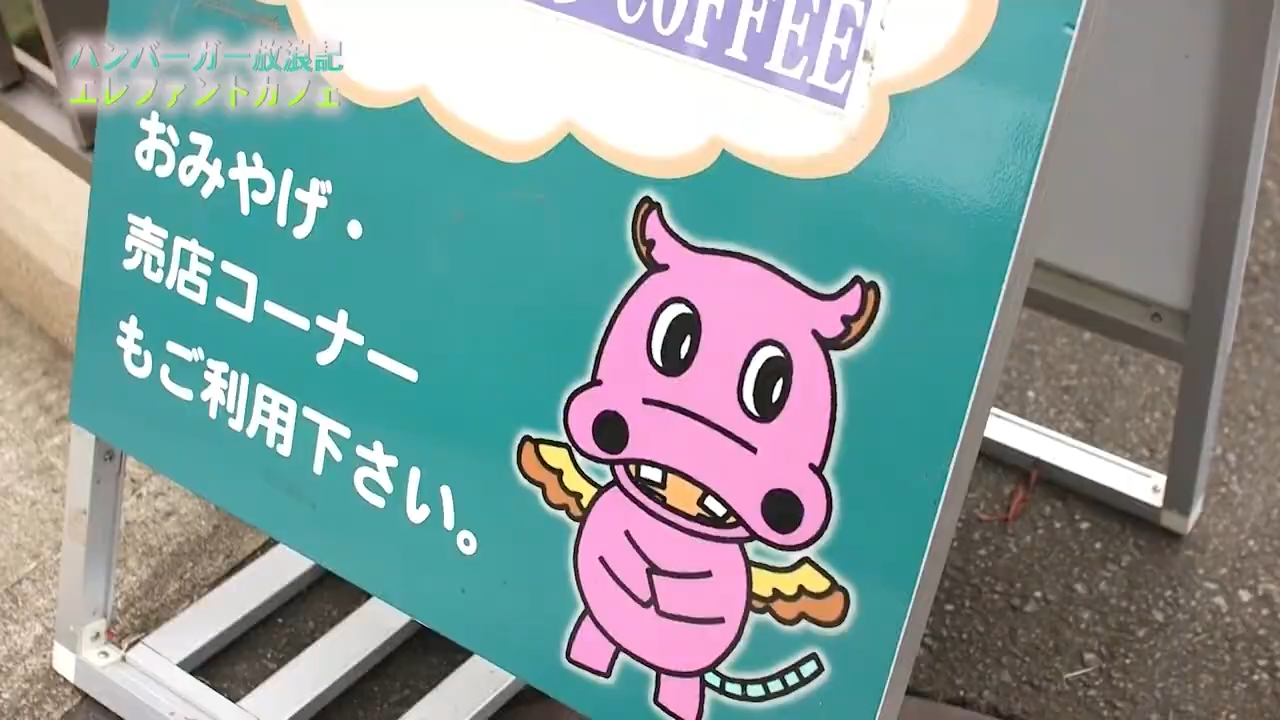 ハンバーガー放浪記
エレファントカフェ
COFFEE
おみやげ・
売店コーナー
もご利用下さい。